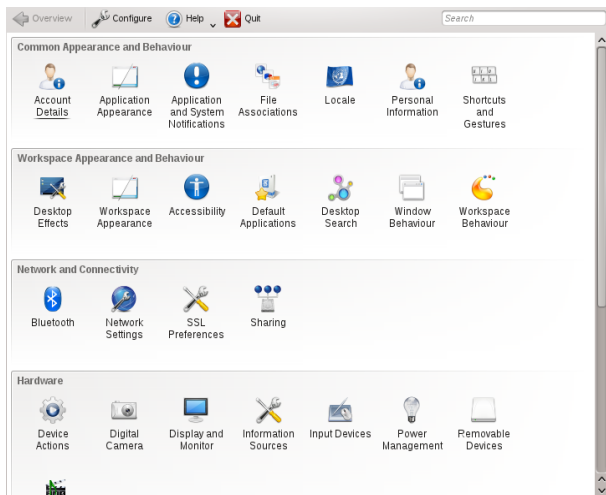 Overview Configure Help Quit Search
Common Appearance and Behaviour
Account Details
Application Appearance
Application and System Notifications
File Associations
Locale
Personal Information
Shortcuts and Gestures
Workspace Appearance and Behaviour
Desktop Effects
Workspace Appearance
Accessibility
Default Applications
Desktop Search
Window Behaviour
Workspace Behaviour
Network and Connectivity
Bluetooth
Network Settings
SSL Preferences
Sharing
Hardware
Device Actions
Digital Camera
Display and Monitor
Information Sources
Input Devices
Power Management
Removable Devices